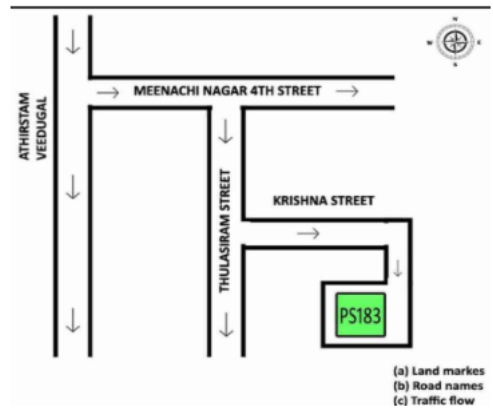 N
W E
S
MEENACHI NAGAR 4TH STREET
ATHIRSTAM
VEEDUGAL
THULASIRAM STREET
KRISHNA STREET
PS183
(a) Land markes
(b) Road names
(c) Traffic flow